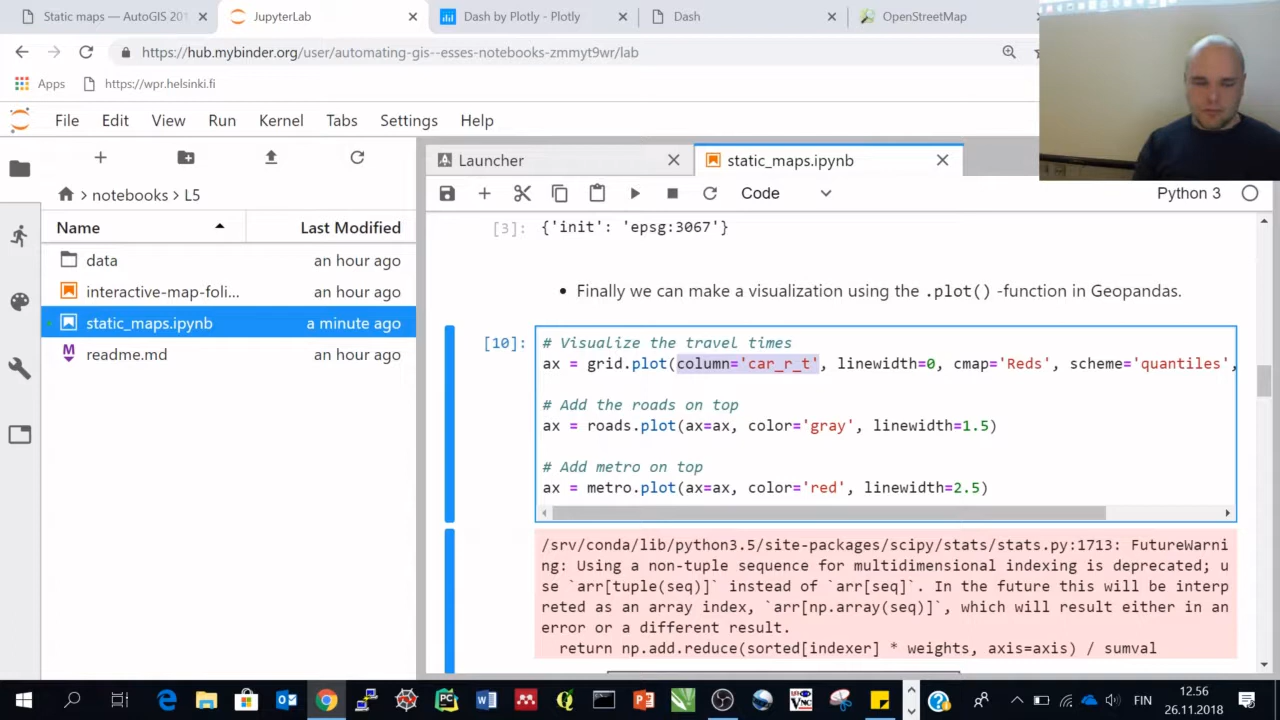 Static maps — AutoGIS 201
JupyterLab
Dash by Plotly - Plotly
Dash
OpenStreetMap
https://hub.mybinder.org/user/automating-gis--esses-notebooks-zmmyt9wr/lab
Apps
https://wpr.helsinki.fi
File Edit View Run Kernel Tabs Settings Help
Launcher
static_maps.ipynb
notebooks > L5
Code
Python 3
Name Last Modified
data an hour ago
interactive-map-foli... an hour ago
static_maps.ipynb a minute ago
readme.md an hour ago
[3]: {'init': 'epsg:3067'}
• Finally we can make a visualization using the .plot() -function in Geopandas.
[10]: # Visualize the travel times
ax = grid.plot(column='car_r_t', linewidth=0, cmap='Reds', scheme='quantiles',
# Add the roads on top
ax = roads.plot(ax=ax, color='gray', linewidth=1.5)
# Add metro on top
ax = metro.plot(ax=ax, color='red', linewidth=2.5)
/srv/conda/lib/python3.5/site-packages/scipy/stats/stats.py:1713: FutureWarni
ng: Using a non-tuple sequence for multidimensional indexing is deprecated; u
se `arr[tuple(seq)]` instead of `arr[seq]`. In the future this will be interp
reted as an array index, `arr[np.array(seq)]`, which will result either in an
error or a different result.
return np.add.reduce(sorted[indexer] * weights, axis=axis) / sumval
FIN
12.56
26.11.2018